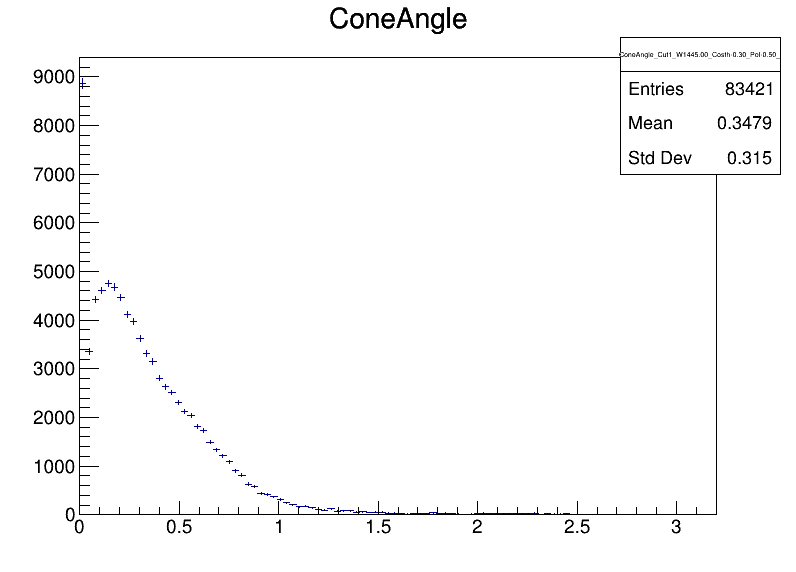 ConeAngle
ConeAngle_Cut1_W1445.00_Costh-0.30_Pol-0.50_
Entries 83421
Mean 0.3479
Std Dev 0.315
9000
8000
7000
6000
5000
4000
3000
2000
1000
0
0 0.5 1 1.5 2 2.5 3